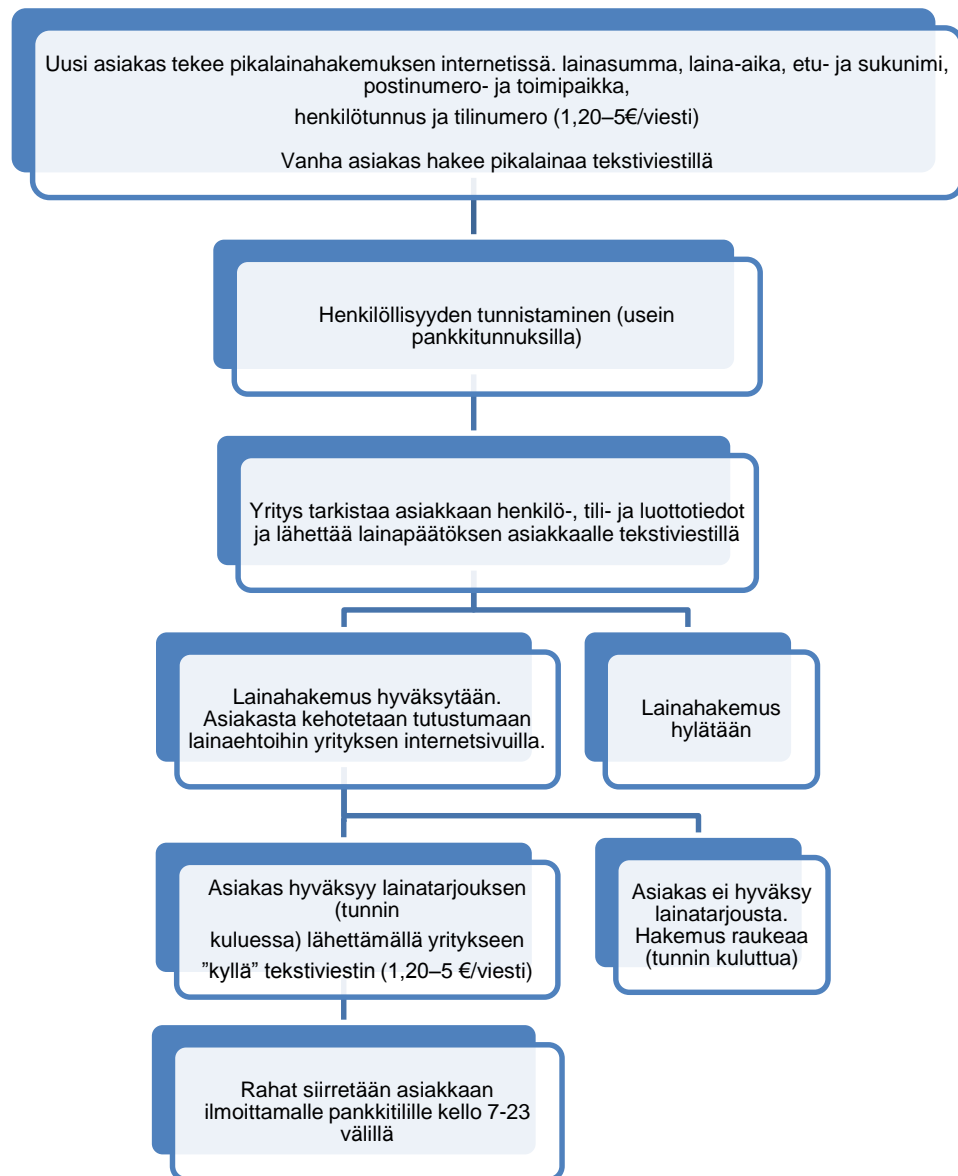 Uusi asiakas tekee pikalainahakemuksen internetissä. lainasumma, laina-aika, etu- ja sukunimi,
postinumero- ja toimipaikka,
henkilötunnus ja tilinumero (1,20–5€/viesti)
Vanha asiakas hakee pikalainaa tekstiviestillä
Henkilöllisyyden tunnistaminen (usein
pankkitunnuksilla)
Yritys tarkistaa asiakkaan henkilö-, tili- ja luottotiedot
ja lähettää lainapäätöksen asiakkaalle tekstiviestillä
Lainahakemus hyväksytään.
Asiakasta kehotetaan tutustumaan
lainaehtoihin yrityksen internetsivuilla.
Lainahakemus
hylätään
Asiakas hyväksyy lainatarjouksen
(tunnin
kuluessa) lähettämällä yritykseen
”kyllä” tekstiviestin (1,20–5 €/viesti)
Asiakas ei hyväksy
lainatarjousta.
Hakemus raukeaa
(tunnin kuluttua)
Rahat siirretään asiakkaan
ilmoittamalle pankkitilille kello 7-23
välillä